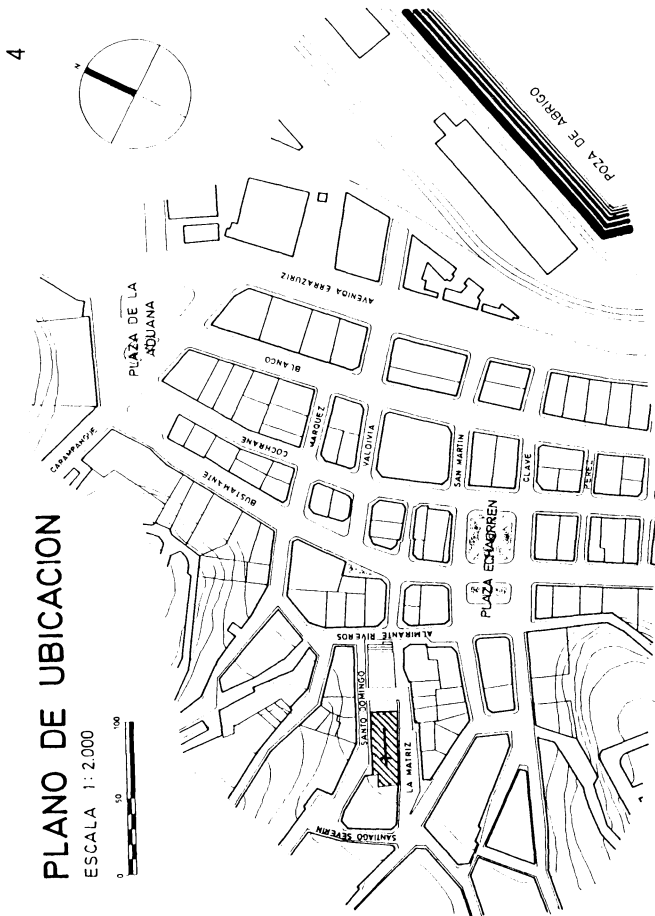 4
PLANO DE UBICACION
ESCALA 1: 2.000
0 50 100
N
POZA DE ABRIGO
AVENIDA ERRAZURIZ
PLAZA DE LA
ADUANA
BLANCO
CARAMPANGUE
COCHRANE
BUSTAMANTE
MARQUEZ
VALDIVIA
SAN MARTIN
CLAVE
PEREZ
PLAZA ECHAURREN
ALMIRANTE RIVEROS
SANTO DOMINGO
LA MATRIZ
SANTIAGO SEVERIN